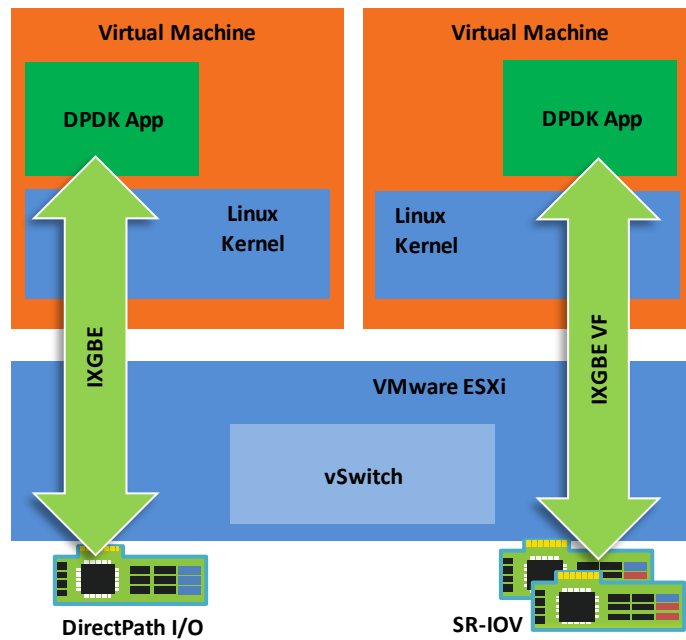 Virtual Machine
DPDK App
Linux
Kernel
IXGBE
Virtual Machine
DPDK App
Linux
Kernel
IXGBE VF
VMware ESXi
vSwitch
DirectPath I/O
SR-IOV